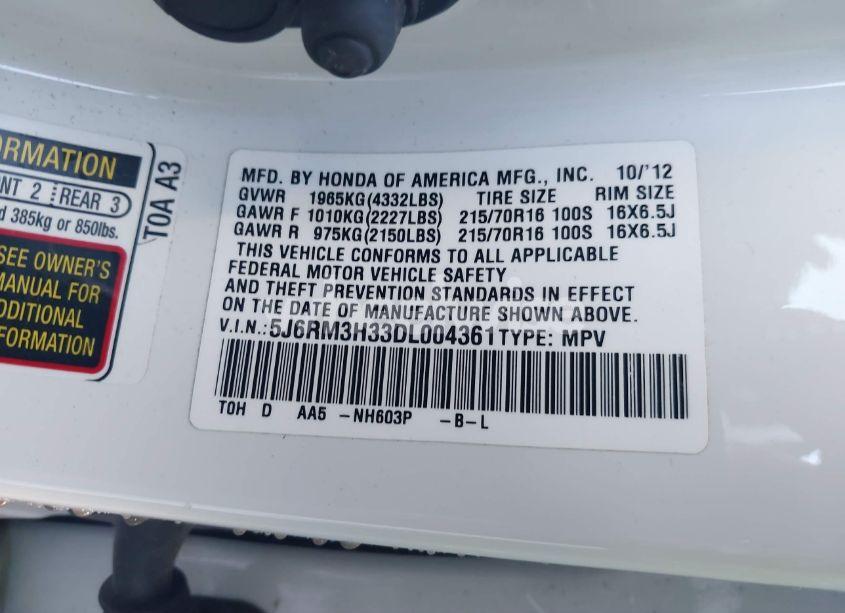 ORMATION
NT 2 REAR 3
d 385kg or 850lbs.
SEE OWNER'S
MANUAL FOR
DDITIONAL
FORMATION
TOA A3
MFD. BY HONDA OF AMERICA MFG., INC. 10/'12
GVWR 1965KG(4332LBS) TIRE SIZE RIM SIZE
GAWR F 1010KG(2227LBS) 215/70R16 100S 16X6.5J
GAWR R 975KG(2150LBS) 215/70R16 100S 16X6.5J
THIS VEHICLE CONFORMS TO ALL APPLICABLE
FEDERAL MOTOR VEHICLE SAFETY
AND THEFT PREVENTION STANDARDS IN EFFECT
ON THE DATE OF MANUFACTURE SHOWN ABOVE.
V.I.N.: 5J6RM3H33DL004361 TYPE: MPV
TOH D AA5 -NH603P -B-L